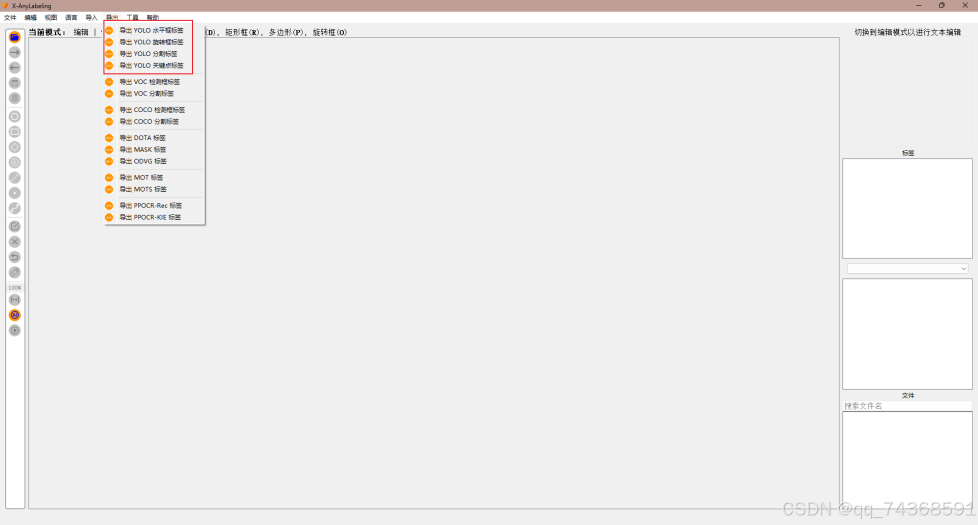 X-AnyLabeling
文件 编辑 视图 语言 导入 导出 工具 帮助
当前模式: 编辑 | (D), 矩形框(R), 多边形(P), 旋转框(O)
切换到编辑模式以进行文本编辑
导出 YOLO 水平框标签
导出 YOLO 旋转框标签
导出 YOLO 分割标签
导出 YOLO 关键点标签
导出 VOC 检测框标签
导出 VOC 分割标签
导出 COCO 检测框标签
导出 COCO 分割标签
导出 DOTA 标签
导出 MASK 标签
导出 ODVG 标签
导出 MOT 标签
导出 MOTS 标签
导出 PPOCR-Rec 标签
导出 PPOCR-KIE 标签
100%
标签
文件
搜索文件名
CSDN @qq_74368591